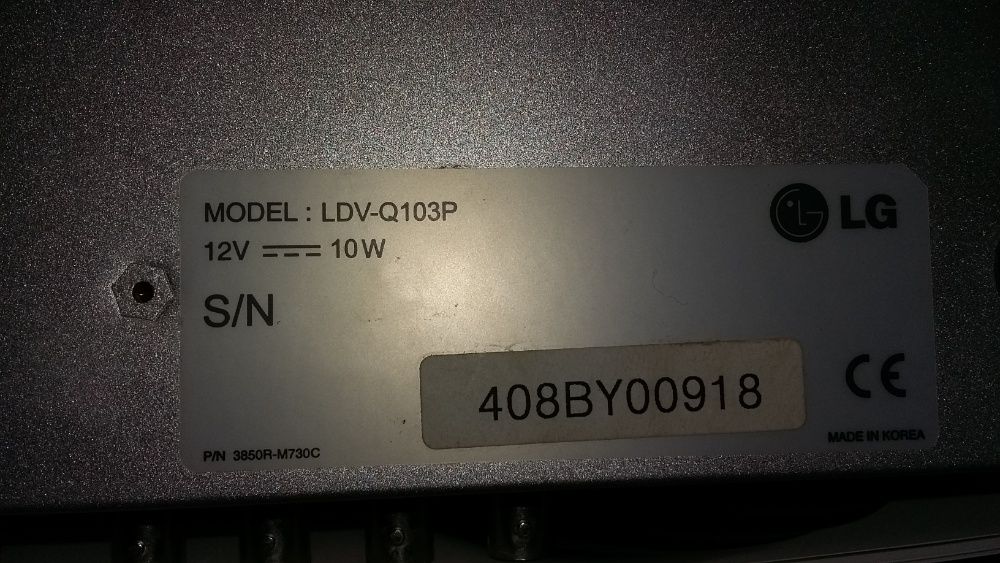 MODEL : LDV-Q103P
LG
12V ⎓ 10W
S/N
408BY00918
CE
P/N 3850R-M730C
MADE IN KOREA